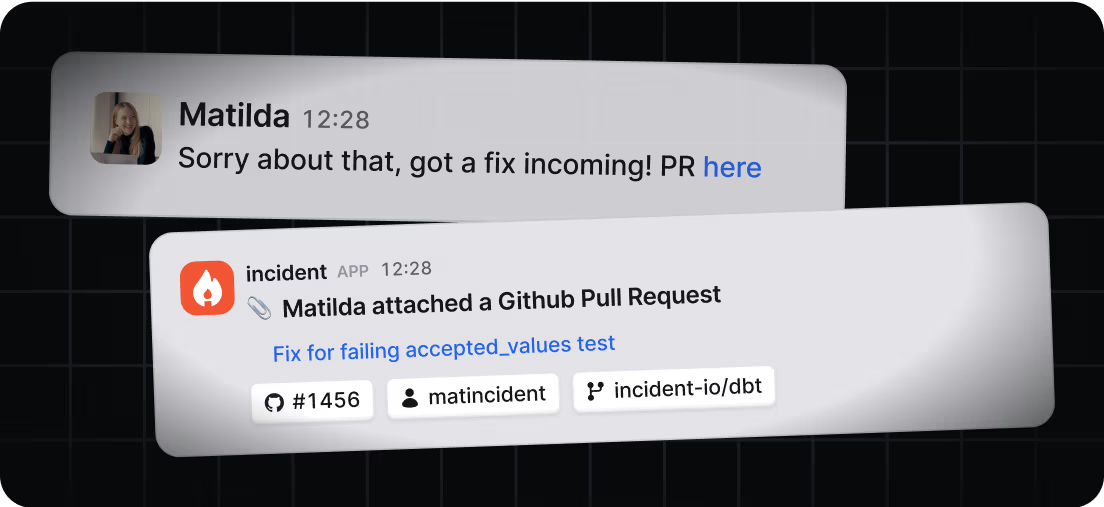 Matilda 12:28
Sorry about that, got a fix incoming! PR here
incident APP 12:28
Matilda attached a Github Pull Request
Fix for failing accepted_values test
#1456 matincident incident-io/dbt